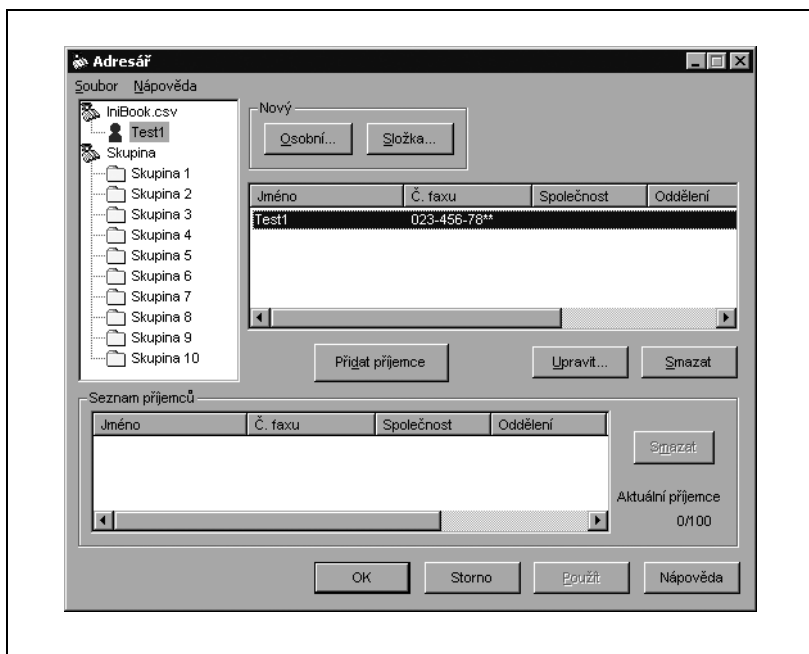 Adresář
Soubor Nápověda
IniBook.csv
Test1
Skupina
Skupina 1
Skupina 2
Skupina 3
Skupina 4
Skupina 5
Skupina 6
Skupina 7
Skupina 8
Skupina 9
Skupina 10
Nový
Osobní... Složka...
Jméno Č. faxu Společnost Oddělení
Test1 023-456-78**
Přidat příjemce Upravit... Smazat
Seznam příjemců
Jméno Č. faxu Společnost Oddělení
Smazat
Aktuální příjemce
0/100
OK Storno Použít Nápověda